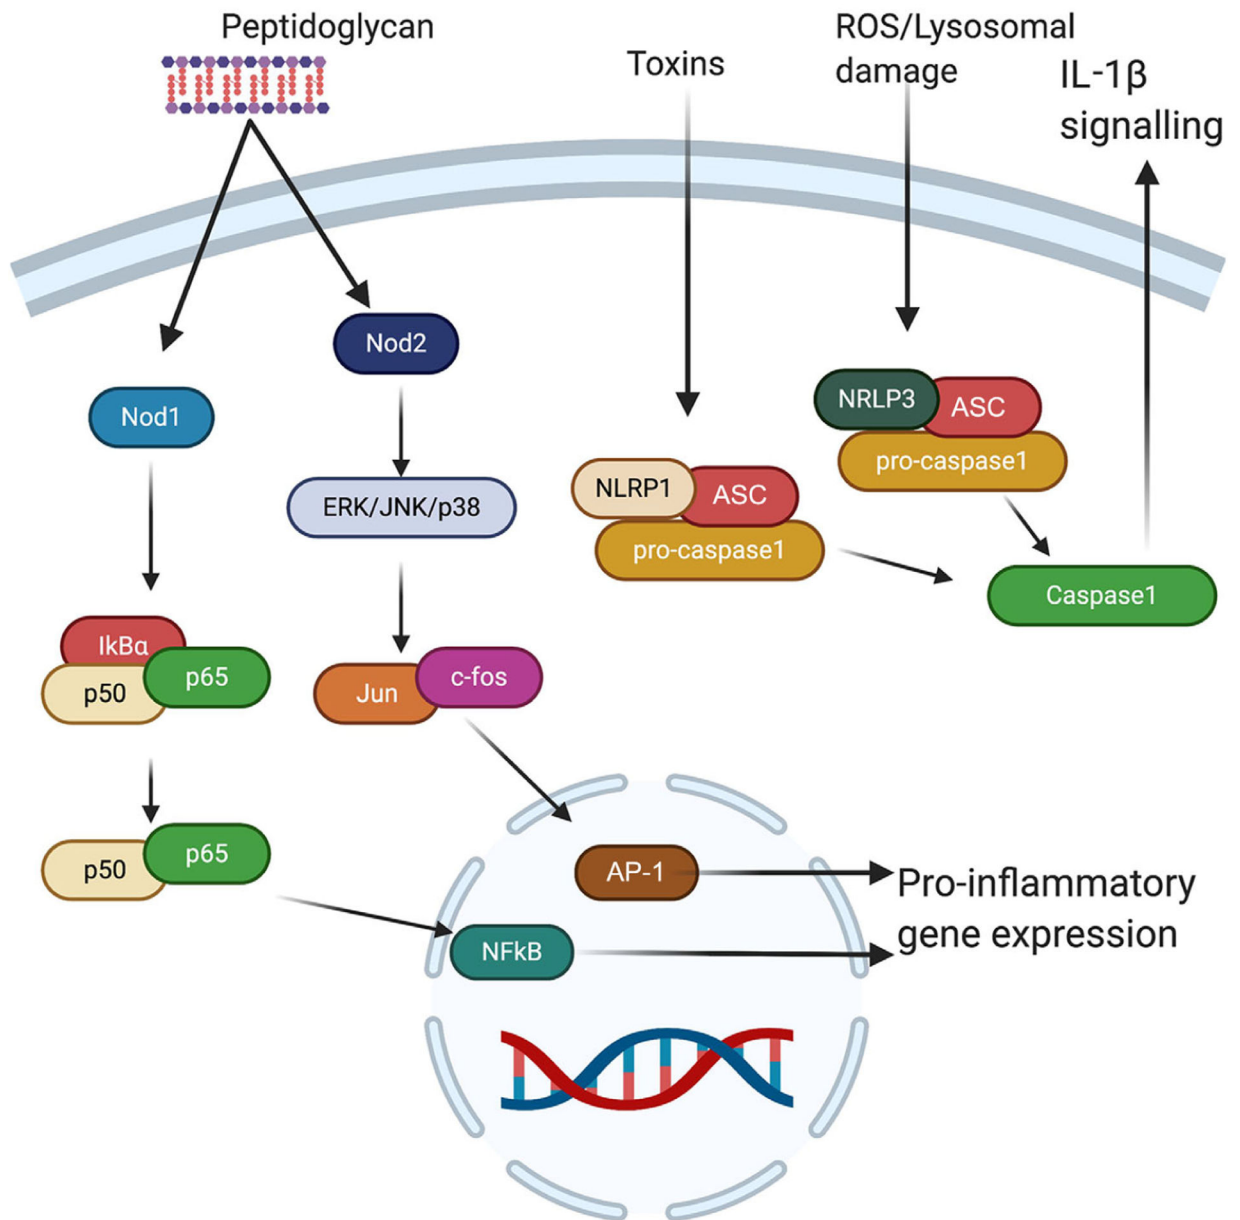 Peptidoglycan
Toxins
ROS/Lysosomal
damage
IL-1β
signalling
Nod2
Nod1
NRLP3
ASC
pro-caspase1
NLRP1
ASC
pro-caspase1
ERK/JNK/p38
Caspase1
IkBα
p65
p50
c-fos
Jun
p65
p50
AP-1
NFkB
Pro-inflammatory
gene expression